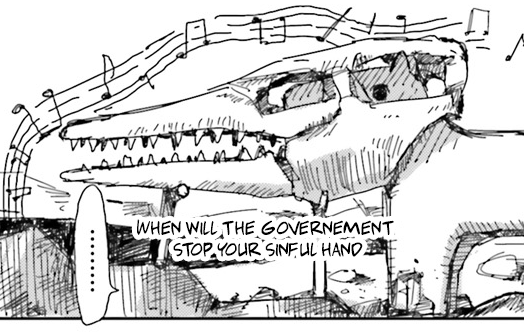 WHEN WILL THE GOVERNEMENT
STOP YOUR SINFUL HAND
........